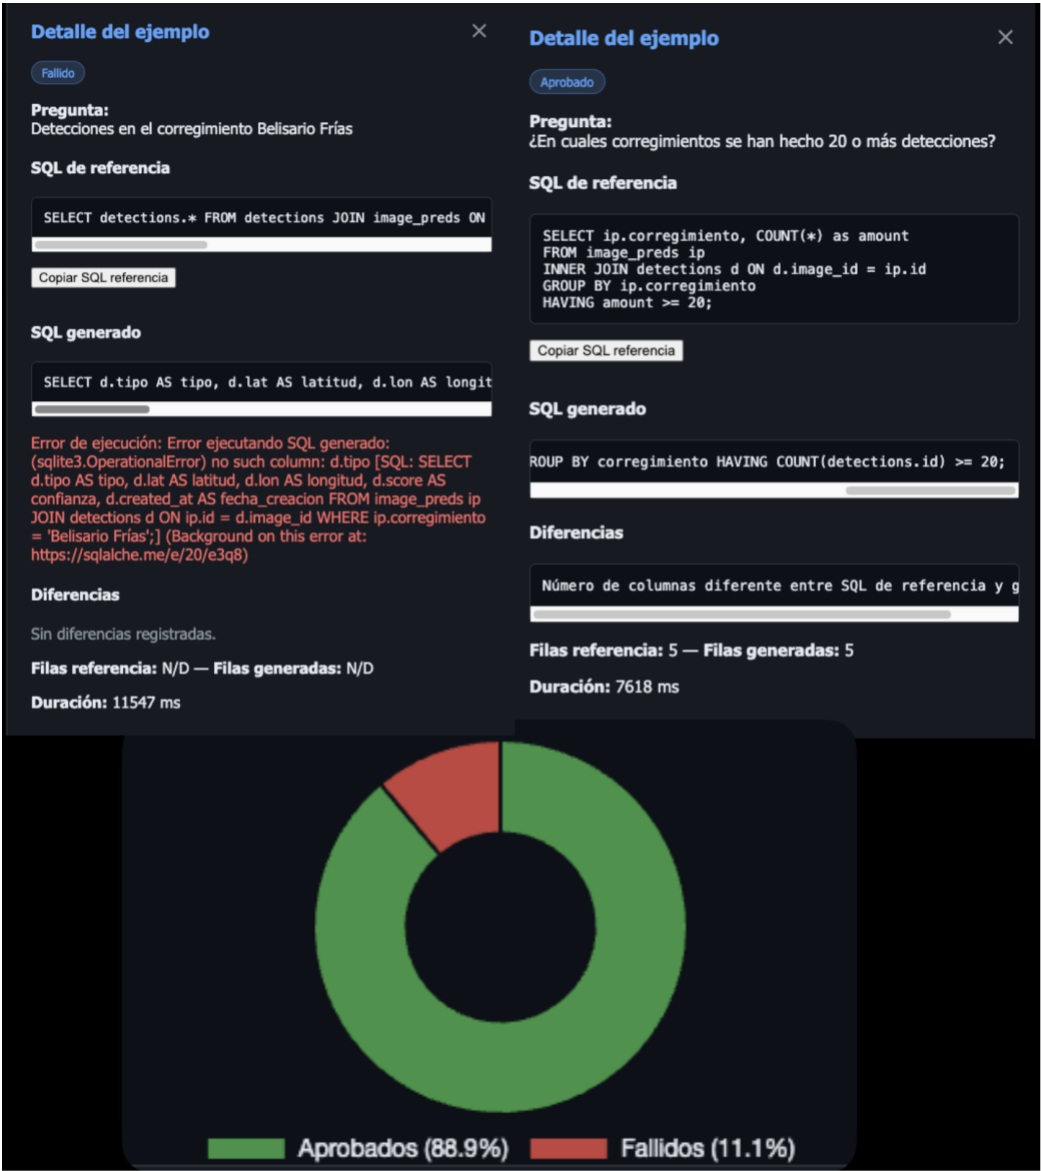 Detalle del ejemplo
Fallido
Pregunta:
Detecciones en el corregimiento Belisario Frías
SQL de referencia
SELECT detections.* FROM detections JOIN image_preds ON
Copiar SQL referencia
SQL generado
SELECT d.tipo AS tipo, d.lat AS latitud, d.lon AS longit
Error de ejecución: Error ejecutando SQL generado:
(sqlite3.OperationalError) no such column: d.tipo [SQL: SELECT
d.tipo AS tipo, d.lat AS latitud, d.lon AS longitud, d.score AS
confianza, d.created_at AS fecha_creacion FROM image_preds ip
JOIN detections d ON ip.id = d.image_id WHERE ip.corregimiento
= 'Belisario Frías';] (Background on this error at:
https://sqlalche.me/e/20/e3q8)
Diferencias
Sin diferencias registradas.
Filas referencia: N/D — Filas generadas: N/D
Duración: 11547 ms
Detalle del ejemplo
Aprobado
Pregunta:
¿En cuales corregimientos se han hecho 20 o más detecciones?
SQL de referencia
SELECT ip.corregimiento, COUNT(*) as amount
FROM image_preds ip
INNER JOIN detections d ON d.image_id = ip.id
GROUP BY ip.corregimiento
HAVING amount >= 20;
Copiar SQL referencia
SQL generado
ROUP BY corregimiento HAVING COUNT(detections.id) >= 20;
Diferencias
Número de columnas diferente entre SQL de referencia y g
Filas referencia: 5 — Filas generadas: 5
Duración: 7618 ms
Aprobados (88.9%)
Fallidos (11.1%)